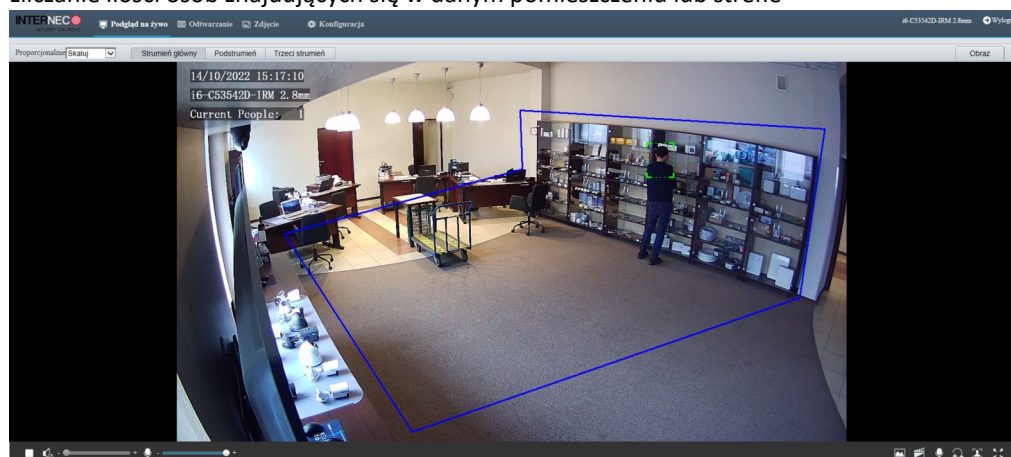 Zliczanie ilości osób znajdujących się w danym pomieszczeniu lub strefie
INTERNEC
Podgląd na żywo Odtwarzanie Zdjęcie Konfiguracja
i6-C53542D-IRM 2.8mm Wylogu
Proporcjonalnie Skaluj Strumień główny Podstrumień Trzeci strumień Obraz
14/10/2022 15:17:10
i6-C53542D-IRM 2.8mm
Current People: 1